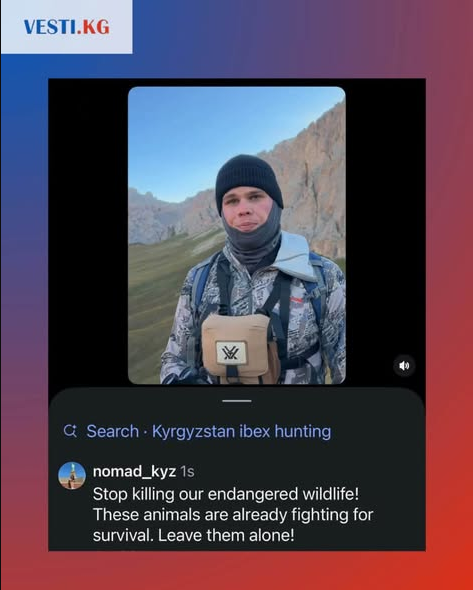 VESTI.KG
Search · Kyrgyzstan ibex hunting
nomad_kyz 1s
Stop killing our endangered wildlife!
These animals are already fighting for
survival. Leave them alone!